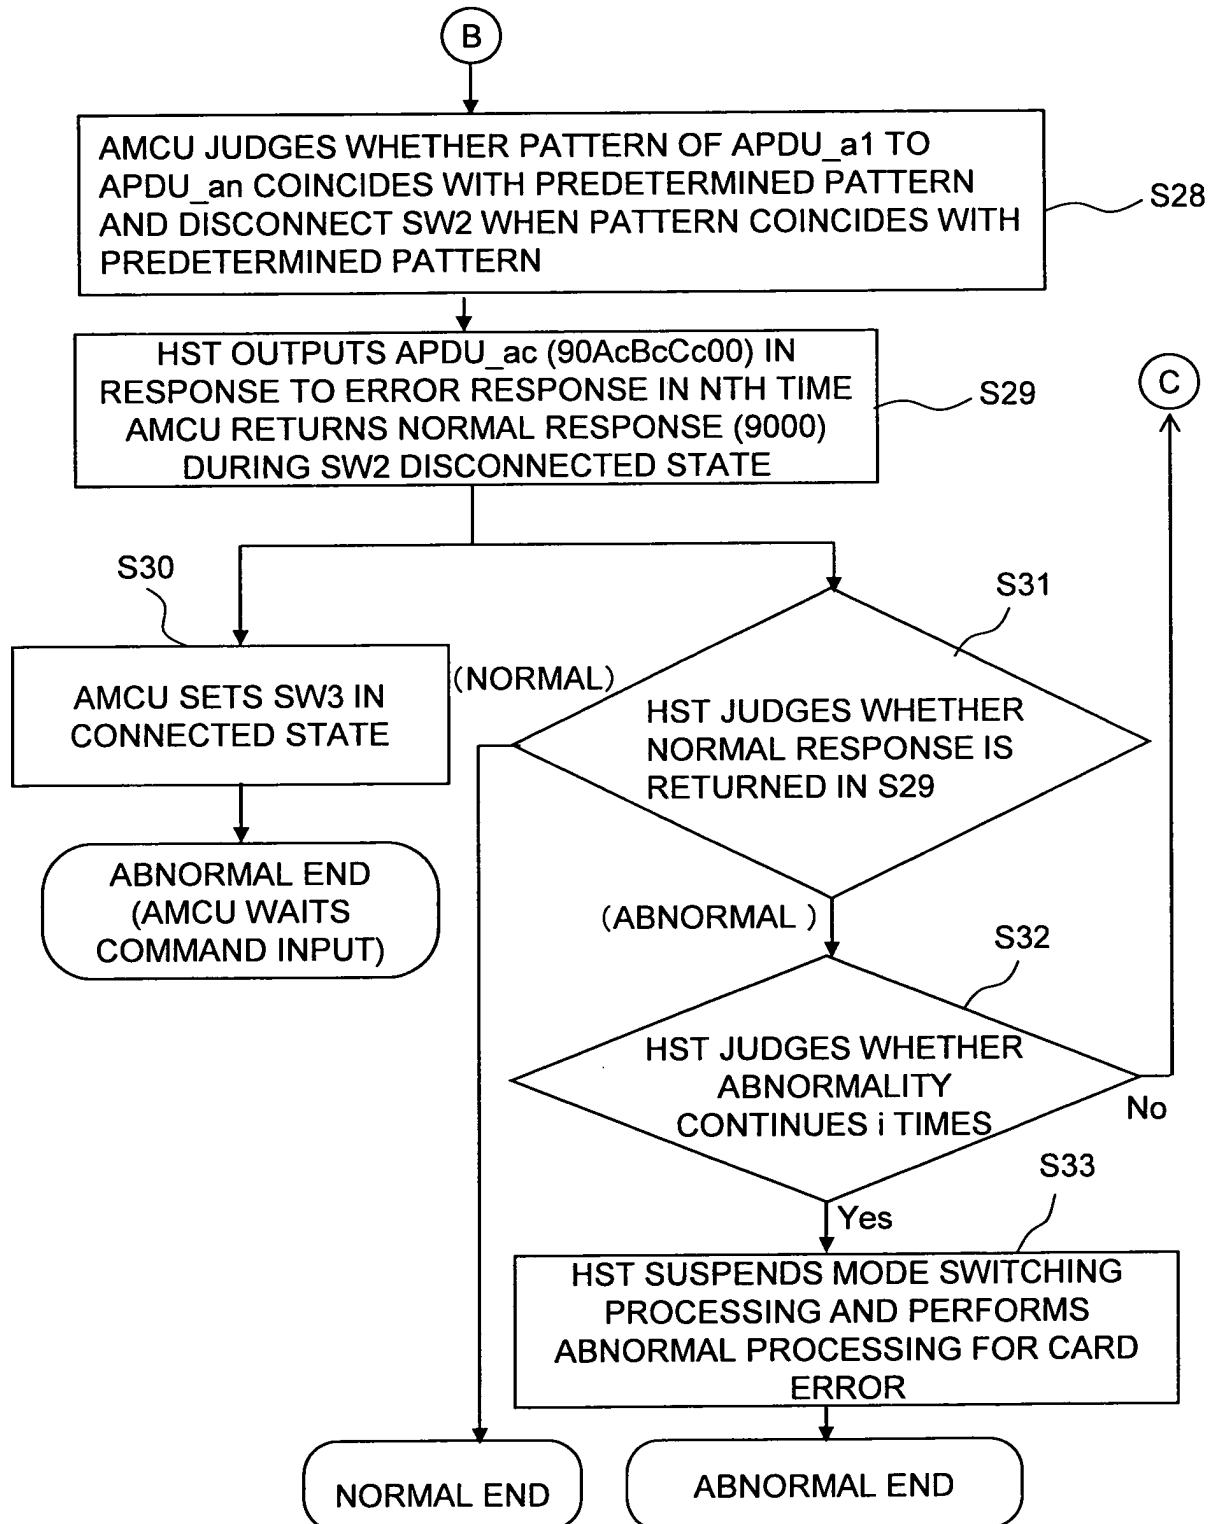 B
AMCU JUDGES WHETHER PATTERN OF APDU_a1 TO
APDU_an COINCIDES WITH PREDETERMINED PATTERN
AND DISCONNECT SW2 WHEN PATTERN COINCIDES WITH
PREDETERMINED PATTERN
S28
HST OUTPUTS APDU_ac (90AcBcCc00) IN
RESPONSE TO ERROR RESPONSE IN NTH TIME
AMCU RETURNS NORMAL RESPONSE (9000)
DURING SW2 DISCONNECTED STATE
S29
C
S30
AMCU SETS SW3 IN
CONNECTED STATE
ABNORMAL END
(AMCU WAITS
COMMAND INPUT)
S31
(NORMAL)
HST JUDGES WHETHER
NORMAL RESPONSE IS
RETURNED IN S29
(ABNORMAL )
S32
HST JUDGES WHETHER
ABNORMALITY
CONTINUES i TIMES
No
Yes
S33
HST SUSPENDS MODE SWITCHING
PROCESSING AND PERFORMS
ABNORMAL PROCESSING FOR CARD
ERROR
NORMAL END
ABNORMAL END